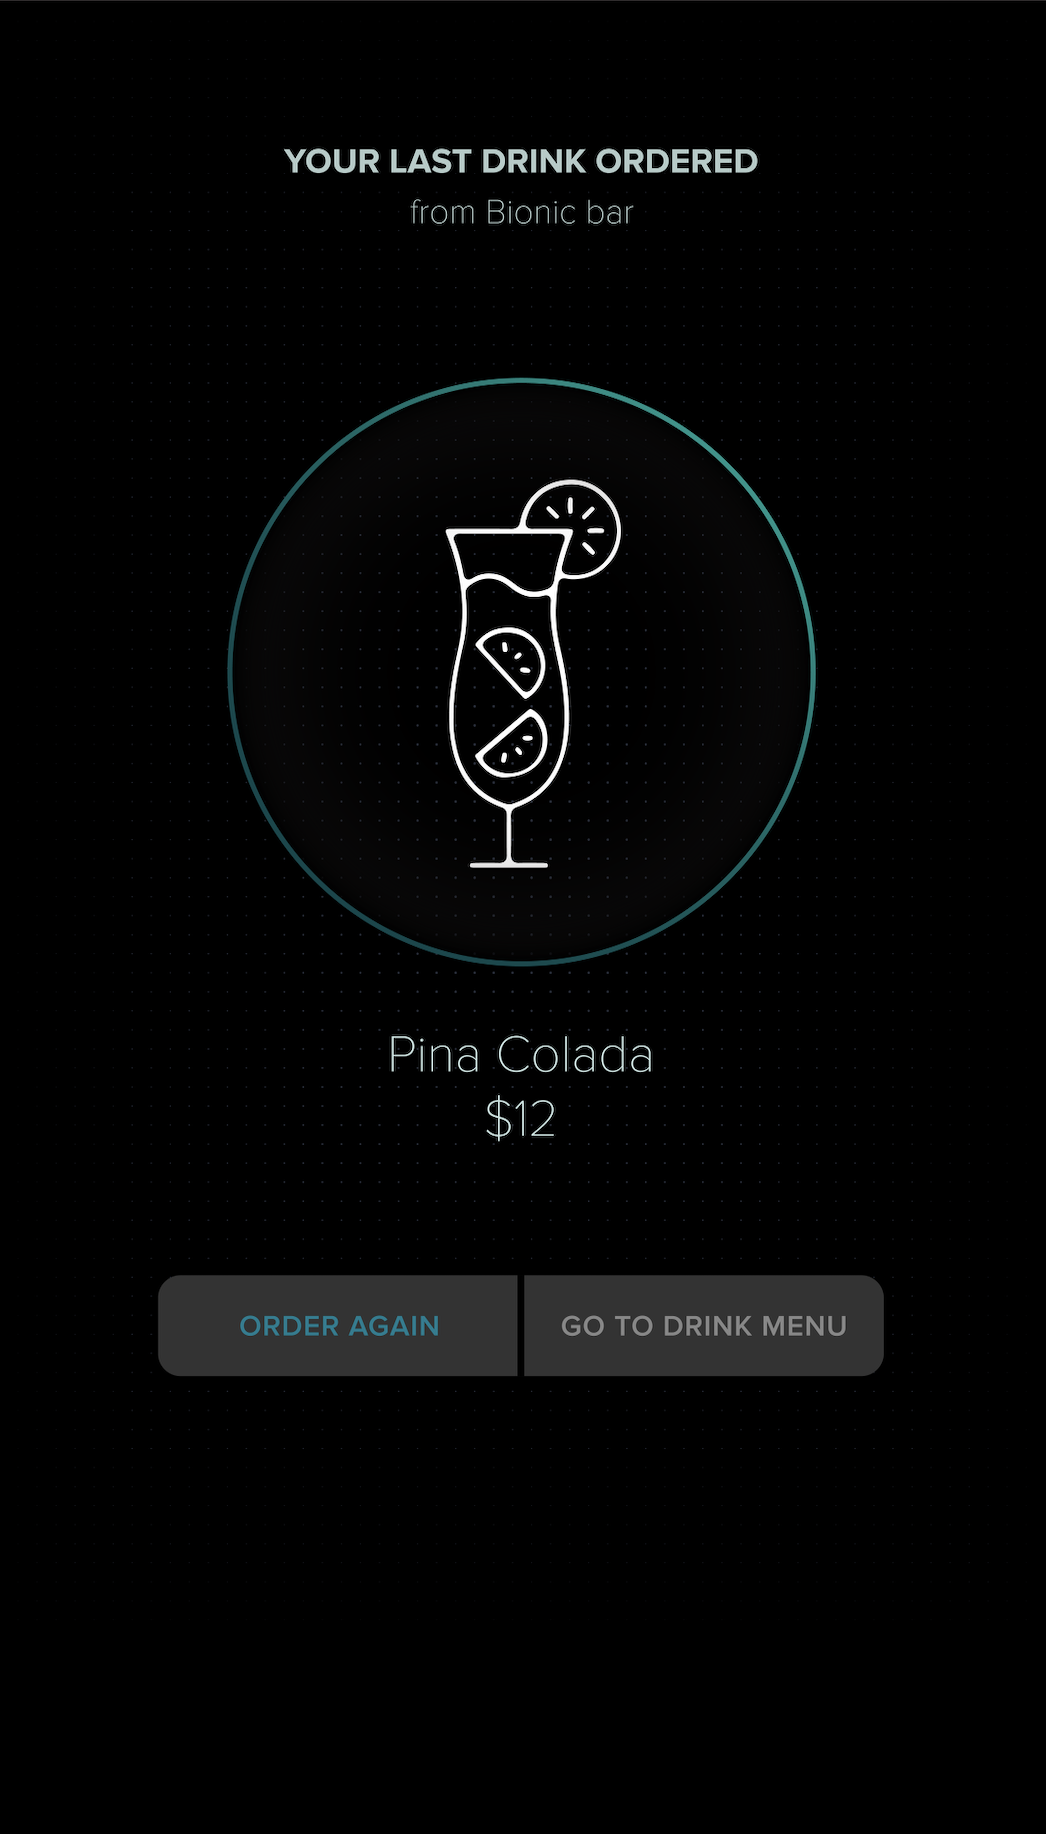 YOUR LAST DRINK ORDERED
from Bionic bar
Pina Colada
$12
ORDER AGAIN
GO TO DRINK MENU